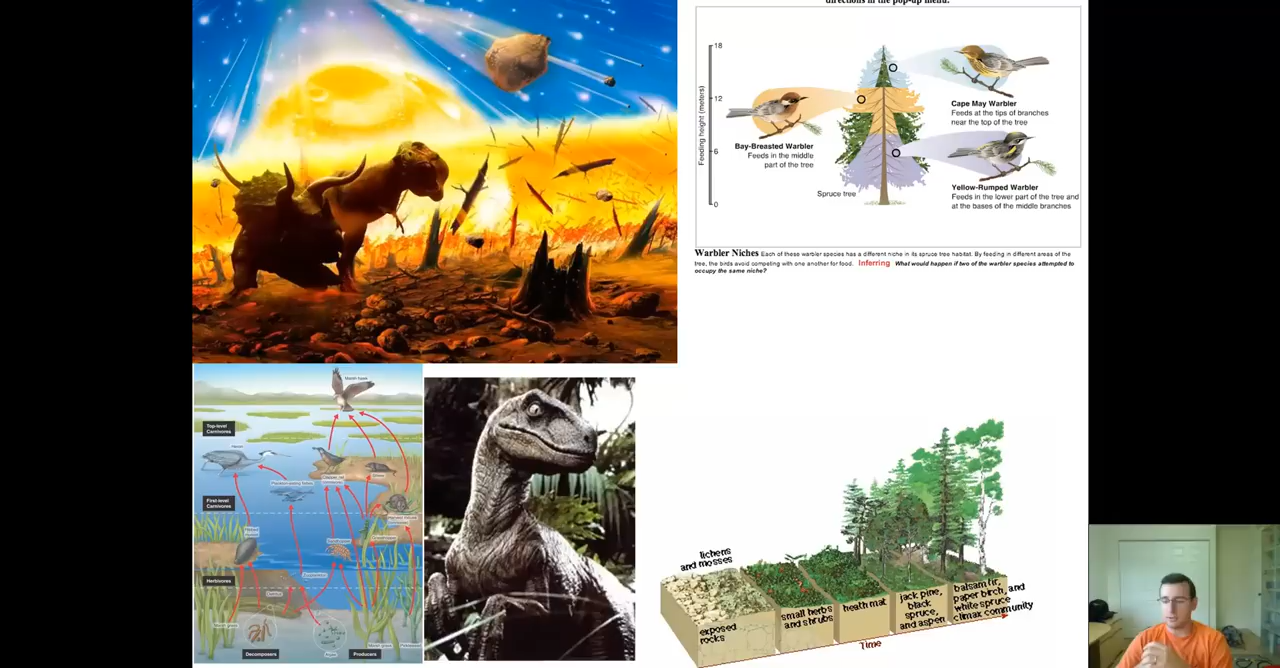 directions in the pop-up menu.
18
12
6
0
Feeding height (meters)
Cape May Warbler
Feeds at the tips of branches
near the top of the tree
Bay-Breasted Warbler
Feeds in the middle
part of the tree
Yellow-Rumped Warbler
Feeds in the lower part of the tree and
at the bases of the middle branches
Spruce tree
Warbler Niches Each of these warbler species has a different niche in its spruce tree habitat. By feeding in different areas of the
tree, the birds avoid competing with one another for food. Inferring What would happen if two of the warbler species attempted to
occupy the same niche?
Marsh hawk
Top-level
Carnivores
Heron
First-level
Carnivores
Herbivores
Decomposers
Algae
Producers
lichens
and mosses
exposed
rocks
small herbs
and shrubs
heath mat
jack pine,
black
spruce,
and aspen
balsam fir,
paper birch, and
white spruce
climax community
Time